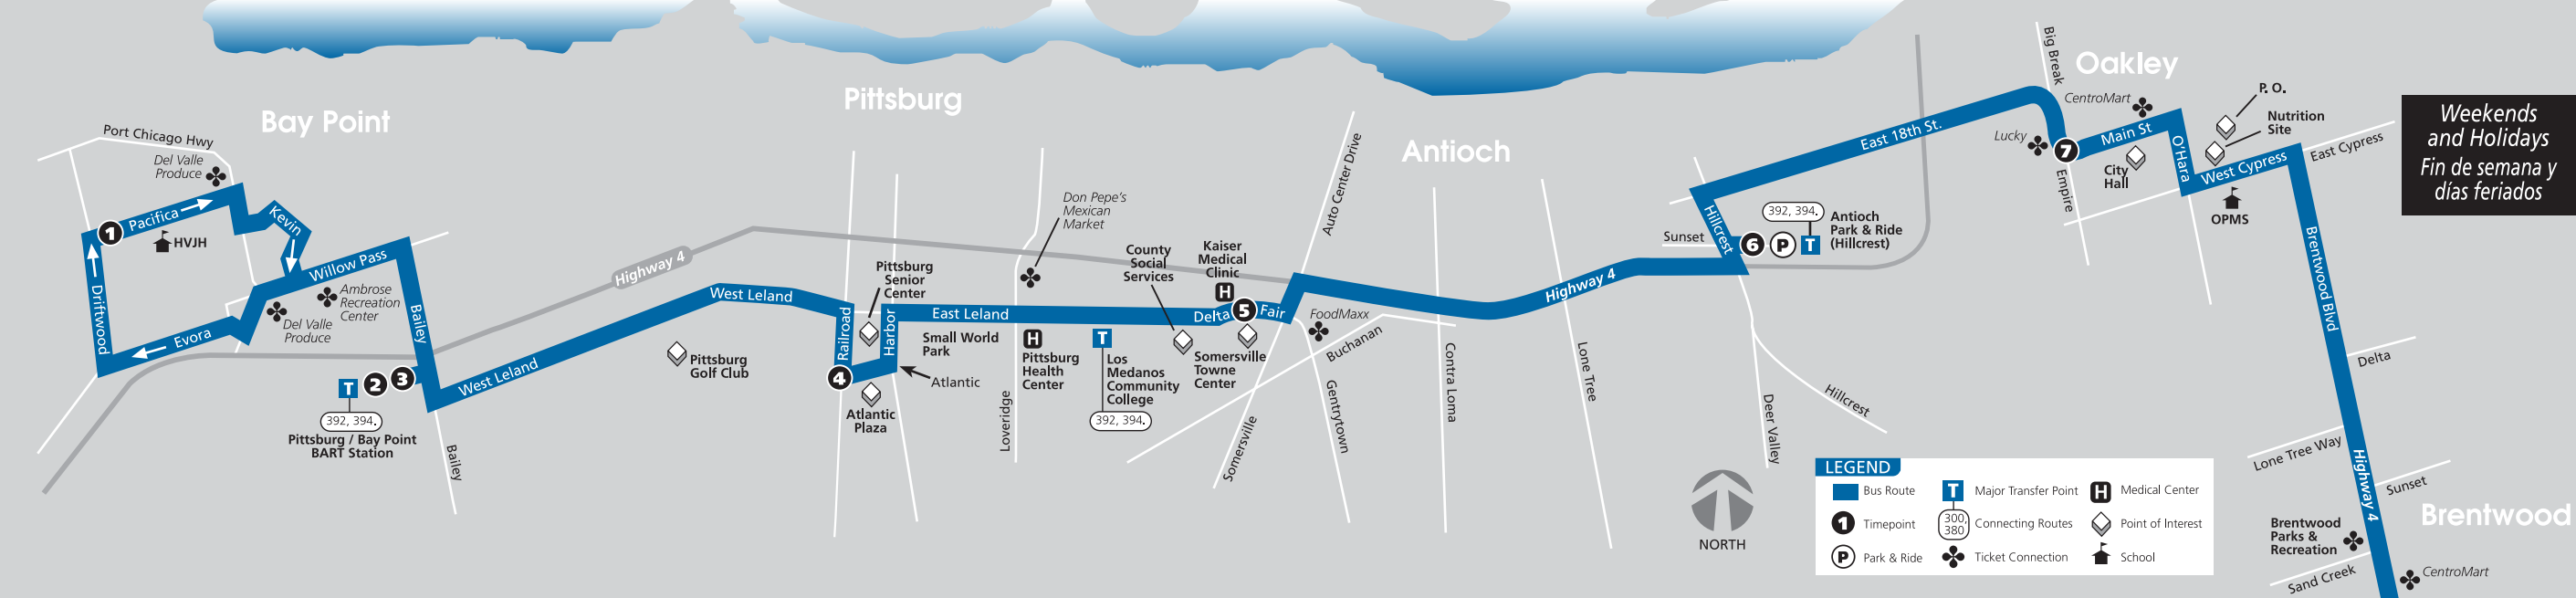 Bay Point
Pittsburg
Antioch
Oakley
Brentwood
Weekends
and Holidays
Fin de semana y
días feriados
Port Chicago Hwy
Del Valle
Produce
1
Pacifica
HVJH
Kevin
Driftwood
Evora
Willow Pass
Ambrose
Recreation
Center
Del Valle
Produce
Bailey
T
2
3
392, 394.
Pittsburg / Bay Point
BART Station
Bailey
West Leland
Highway 4
West Leland
Pittsburg
Golf Club
Railroad
4
Harbor
Pittsburg
Senior
Center
Atlantic
Plaza
Atlantic
East Leland
Small World
Park
Loveridge
Don Pepe's
Mexican
Market
H
Pittsburg
Health
Center
T
Los
Medanos
Community
College
392, 394.
County
Social
Services
Kaiser
Medical
Clinic
H
Delta
5
Fair
Somersville
Towne
Center
Somersville
Auto Center Drive
FoodMaxx
Buchanan
Gentrytown
Contra Loma
Highway 4
Lone Tree
Sunset
Hillcrest
6
P
T
392, 394.
Antioch
Park & Ride
(Hillcrest)
Deer Valley
Hillcrest
East 18th St.
Big Break
CentroMart
Lucky
7
Main St
Empire
City
Hall
O'Hara
P. O.
Nutrition
Site
West Cypress
East Cypress
OPMS
Brentwood Blvd
Delta
Lone Tree Way
Highway 4
Sunset
Brentwood
Parks &
Recreation
Sand Creek
CentroMart
NORTH
LEGEND
Bus Route
1 Timepoint
P Park & Ride
T Major Transfer Point
300,
380
Connecting Routes
Ticket Connection
H Medical Center
Point of Interest
School